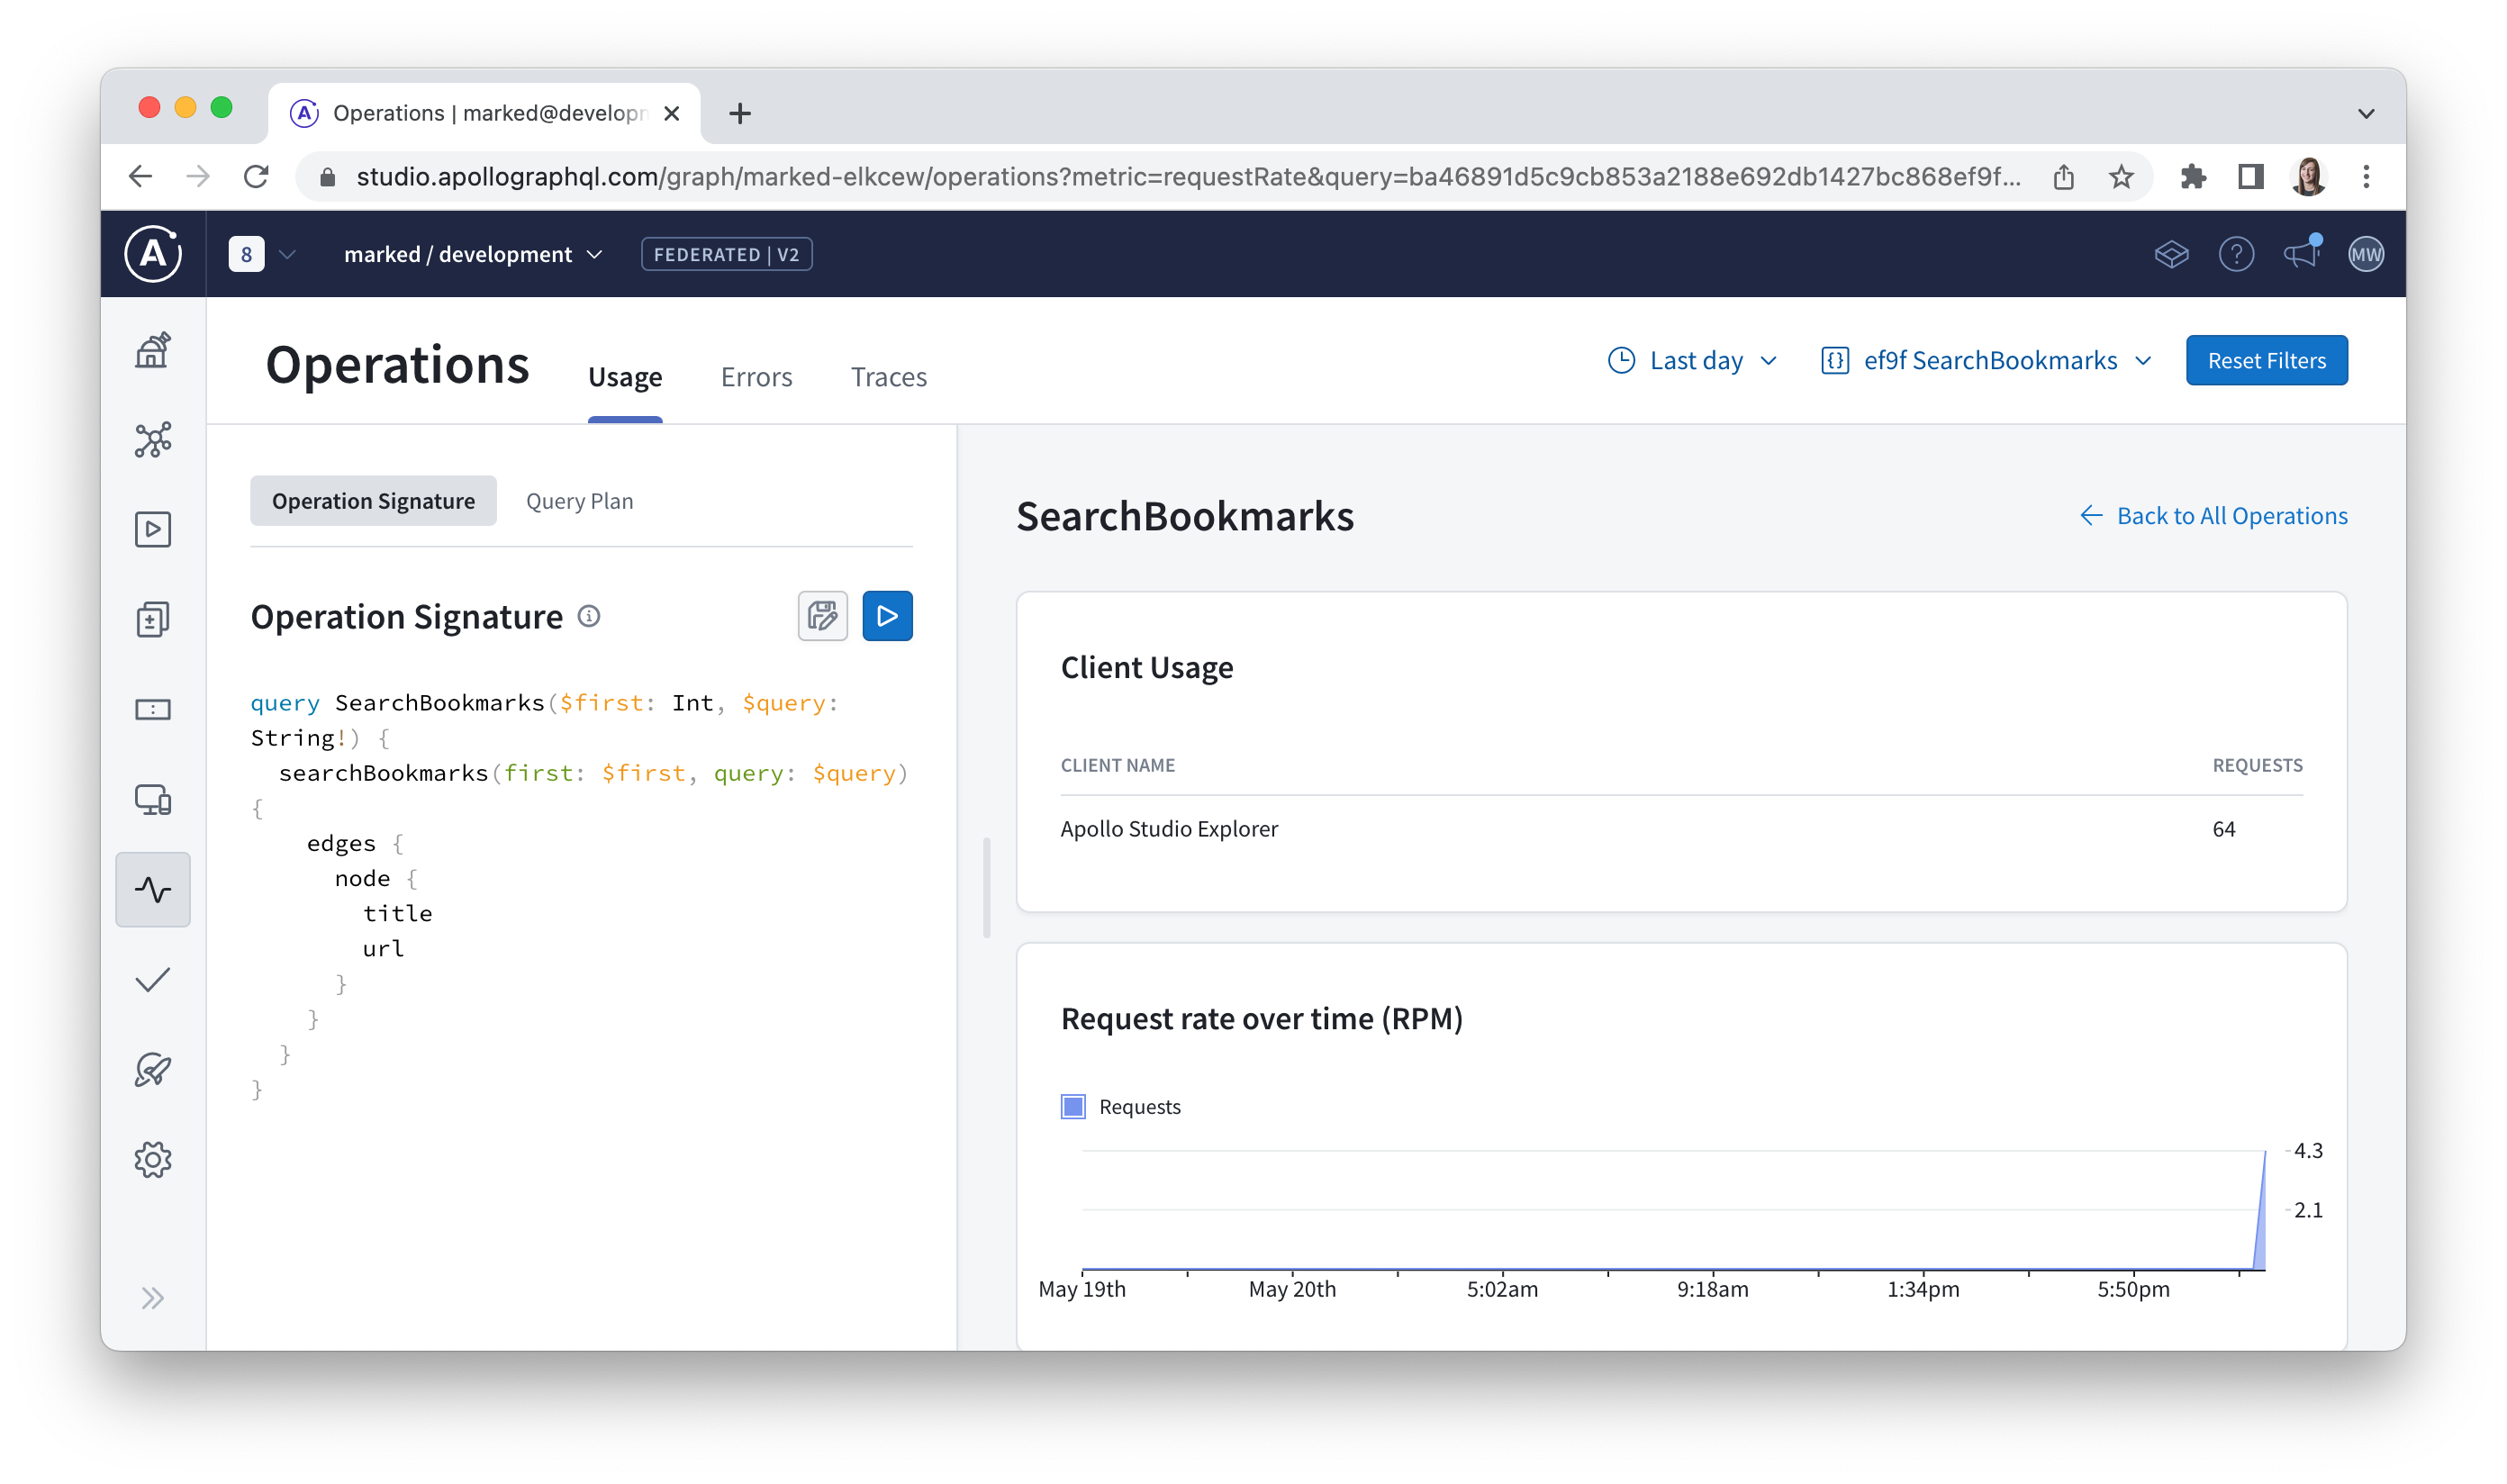 Operations | marked@develop
studio.apollographql.com/graph/marked-elkcew/operations?metric=requestRate&query=ba46891d5c9cb853a2188e692db1427bc868ef9f...
A
8
marked / development
FEDERATED | V2
?
MW
Operations
Usage
Errors
Traces
Last day
{} ef9f SearchBookmarks
Reset Filters
Operation Signature
Query Plan
Operation Signature
query SearchBookmarks($first: Int, $query:
String!) {
  searchBookmarks(first: $first, query: $query)
{
    edges {
      node {
        title
        url
      }
    }
  }
}
SearchBookmarks
← Back to All Operations
Client Usage
CLIENT NAME
REQUESTS
Apollo Studio Explorer
64
Request rate over time (RPM)
Requests
4.3
2.1
May 19th
May 20th
5:02am
9:18am
1:34pm
5:50pm